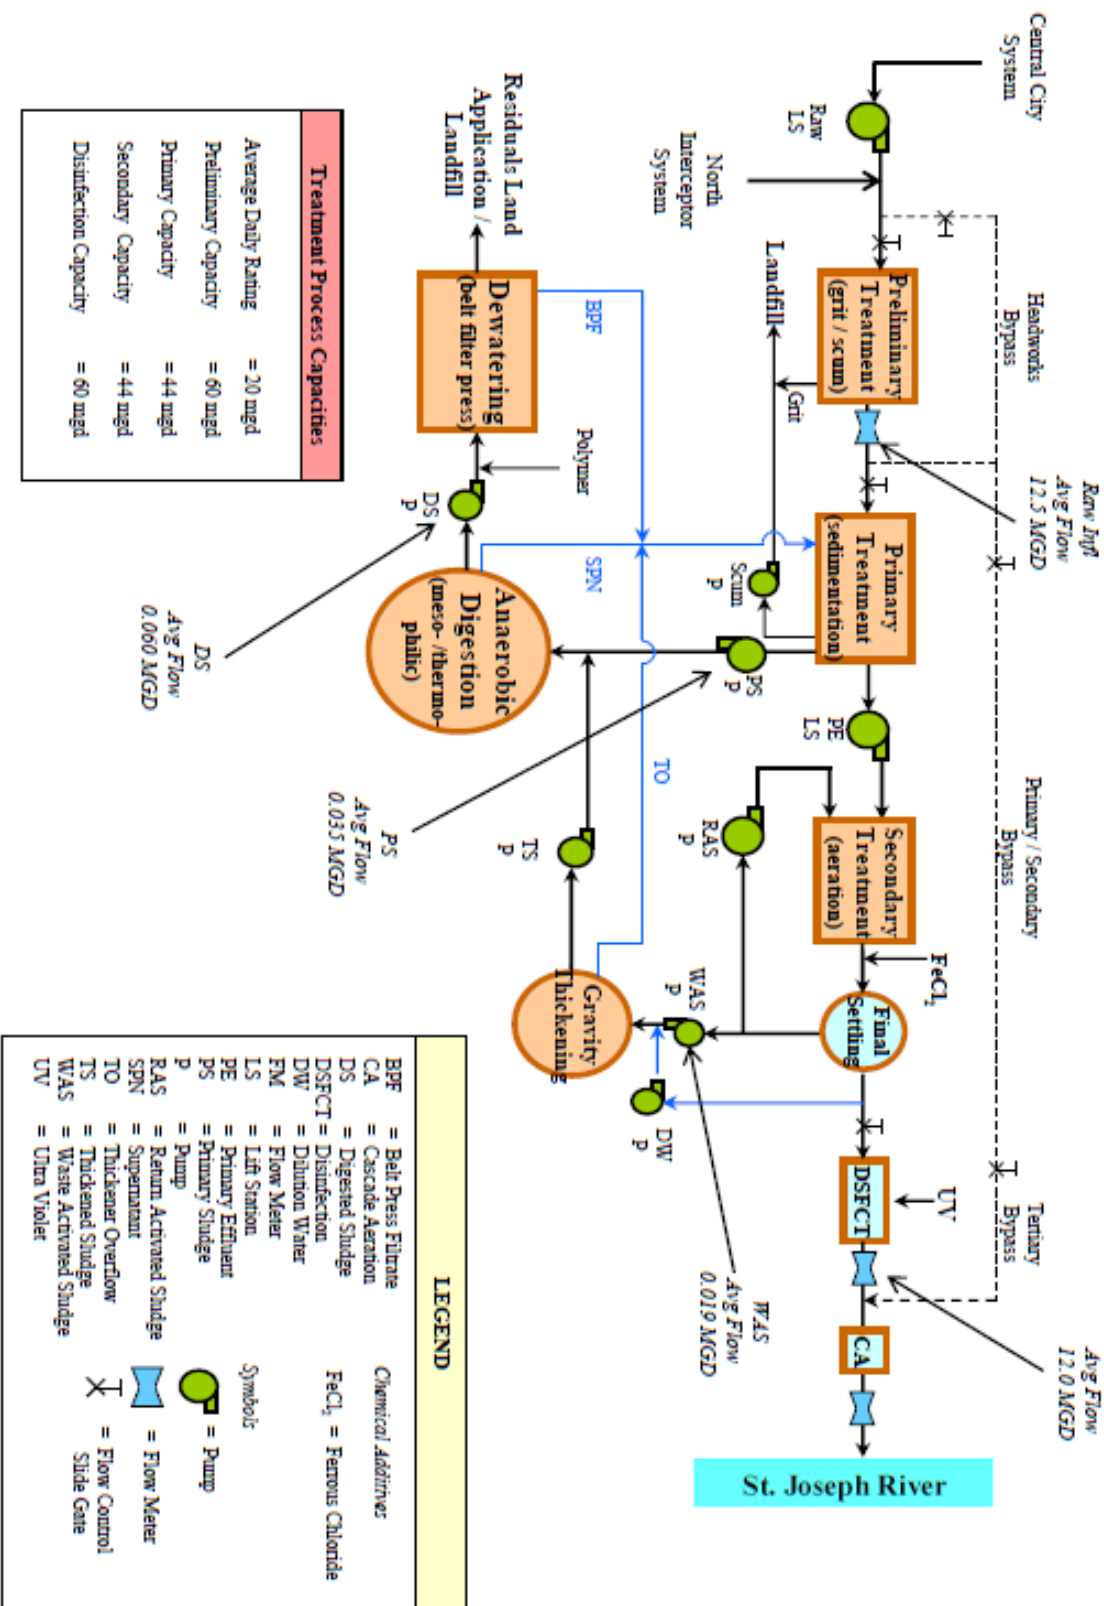 Central City
System
Raw
LS
North
Interceptor
System
Headworks
Bypass
Preliminary
Treatment
(grit / scum)
Grit
Landfill
Raw Infl
Avg Flow
12.5 MGD
Primary
Treatment
(sedimentation)
Scum
P
PS
P
PE
LS
Primary / Secondary
Bypass
Secondary
Treatment
(aeration)
RAS
P
FeCl2
Final
Settling
WAS
P
DW
P
Tertiary
Bypass
UV
DSFCT
CA
Avg Flow
12.0 MGD
St. Joseph River
WAS
Avg Flow
0.019 MGD
Gravity
Thickening
TO
TS
P
PS
Avg Flow
0.035 MGD
SPN
BPF
Anaerobic
Digestion
(meso- /thermo-
philic)
DS
P
DS
Avg Flow
0.060 MGD
Polymer
Dewatering
(belt filter press)
Residuals Land
Application /
Landfill
Treatment Process Capacities
Average Daily Rating = 20 mgd
Preliminary Capacity = 60 mgd
Primary Capacity = 44 mgd
Secondary Capacity = 44 mgd
Disinfection Capacity = 60 mgd
LEGEND
BPF = Belt Press Filtrate
CA = Cascade Aeration
DS = Digested Sludge
DSFCT = Disinfection
DW = Dilution Water
FM = Flow Meter
LS = Lift Station
PE = Primary Effluent
PS = Primary Sludge
P = Pump
RAS = Return Activated Sludge
SPN = Supernatant
TO = Thickener Overflow
TS = Thickened Sludge
WAS = Waste Activated Sludge
UV = Ultra Violet
Chemical Additives
FeCl2 = Ferrous Chloride
Symbols
= Pump
= Flow Meter
= Flow Control
Slide Gate